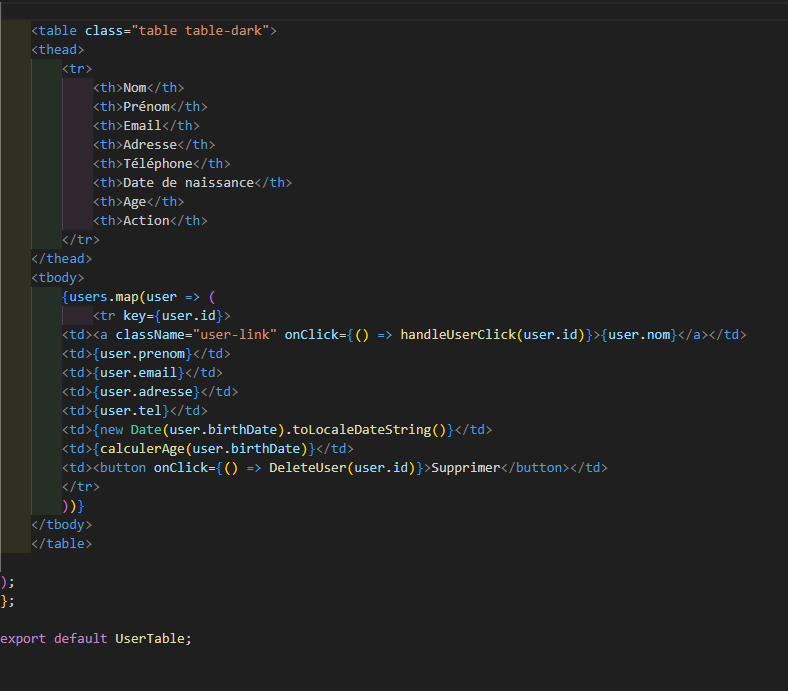 <table class="table table-dark">
<thead>
<tr>
<th>Nom</th>
<th>Prénom</th>
<th>Email</th>
<th>Adresse</th>
<th>Téléphone</th>
<th>Date de naissance</th>
<th>Age</th>
<th>Action</th>
</tr>
</thead>
<tbody>
{users.map(user => (
<tr key={user.id}>
<td><a className="user-link" onClick={() => handleUserClick(user.id)}>{user.nom}</a></td>
<td>{user.prenom}</td>
<td>{user.email}</td>
<td>{user.adresse}</td>
<td>{user.tel}</td>
<td>{new Date(user.birthDate).toLocaleDateString()}</td>
<td>{calculerAge(user.birthDate)}</td>
<td><button onClick={() => DeleteUser(user.id)}>Supprimer</button></td>
</tr>
))}
</tbody>
</table>
);
};
export default UserTable;